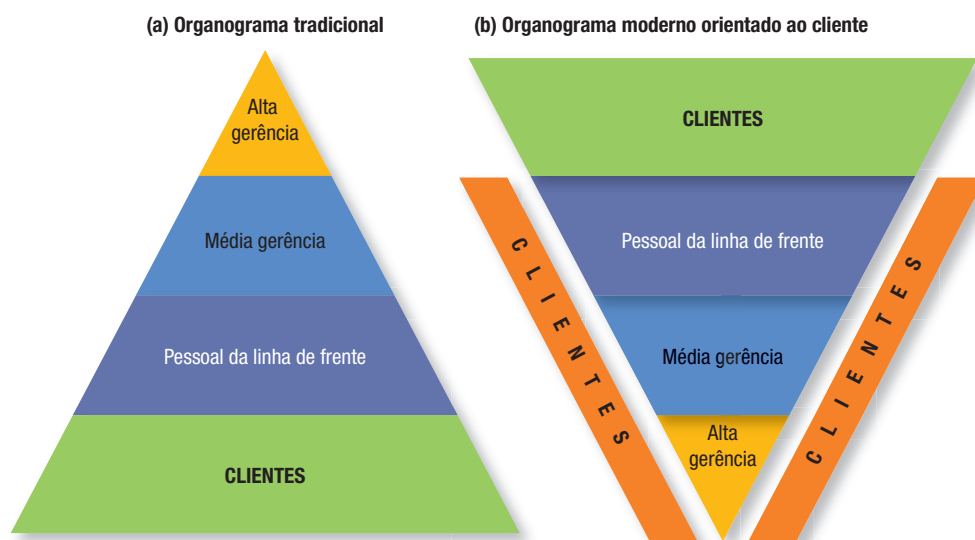 (a) Organograma tradicional
Alta
gerência
Média gerência
Pessoal da linha de frente
CLIENTES
(b) Organograma moderno orientado ao cliente
CLIENTES
Pessoal da linha de frente
Média gerência
Alta
gerência
CLIENTES
CLIENTES